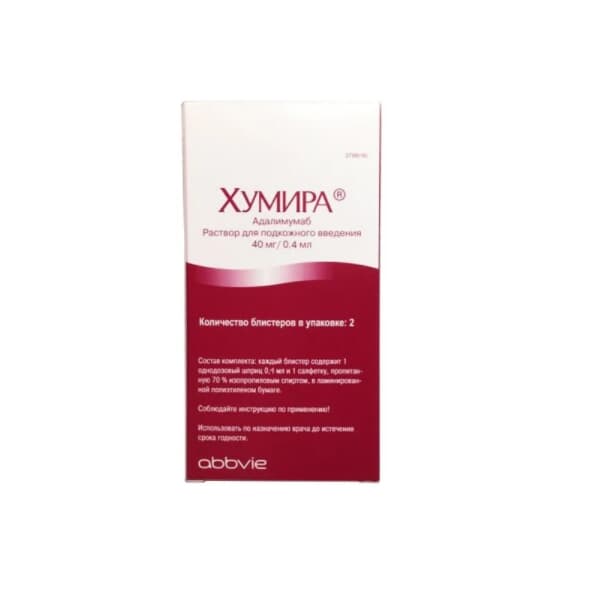 ХУМИРА®
Адалимумаб
Раствор для подкожного введения
40 мг/ 0.4 мл
Количество блистеров в упаковке: 2
Состав комплекта: каждый блистер содержит 1
однодозовый шприц 0,4 мл и 1 салфетку, пропитан-
ную 70 % изопропиловым спиртом, в ламинирован-
ной полиэтиленом бумаге.
Соблюдайте инструкцию по применению!
Использовать по назначению врача до истечения
срока годности.
abbvie